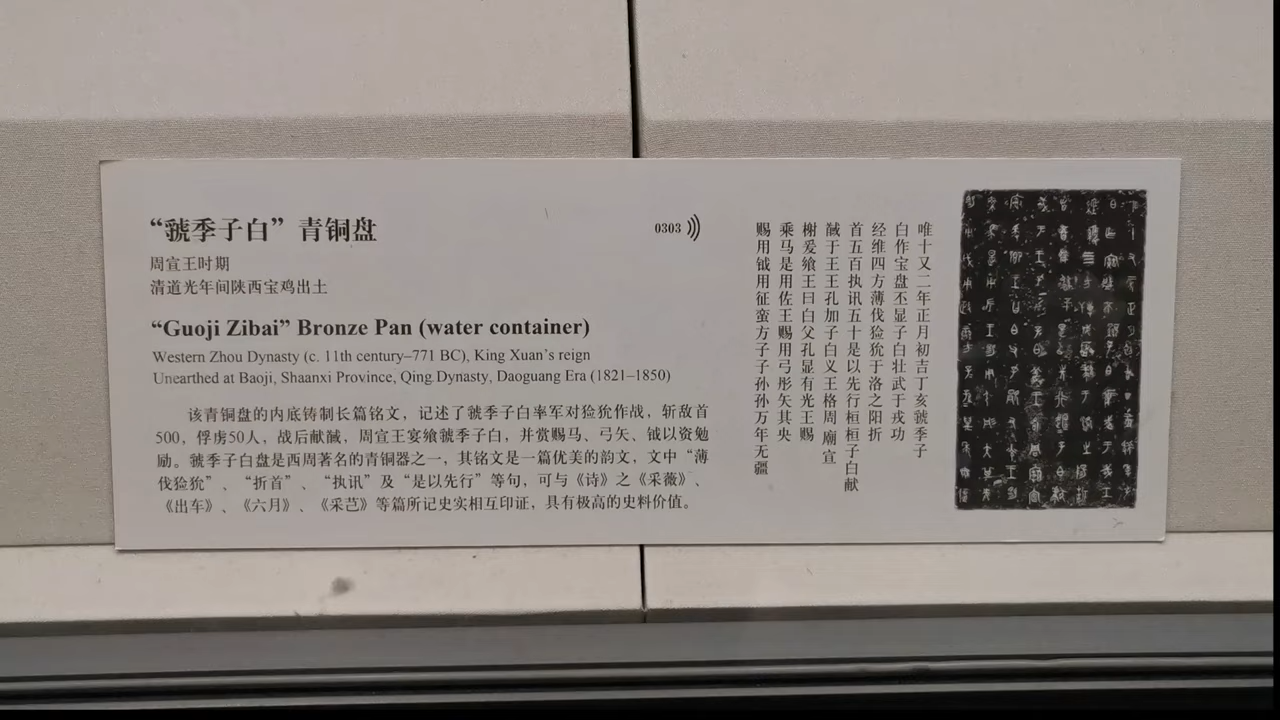 “虢季子白”青铜盘
0303
周宣王时期
清道光年间陕西宝鸡出土
“Guoji Zibai” Bronze Pan (water container)
Western Zhou Dynasty (c. 11th century–771 BC), King Xuan’s reign
Unearthed at Baoji, Shaanxi Province, Qing Dynasty, Daoguang Era (1821–1850)
该青铜盘的内底铸制长篇铭文，记述了虢季子白率军对猃狁作战，斩敌首
500，俘虏50人，战后献馘，周宣王宴飨虢季子白，并赏赐马、弓矢、钺以资勉
励。虢季子白盘是西周著名的青铜器之一，其铭文是一篇优美的韵文，文中“薄
伐猃狁”、“折首”、“执讯”及“是以先行”等句，可与《诗》之《采薇》、
《出车》、《六月》、《采芑》等篇所记史实相互印证，具有极高的史料价值。
唯十又二年正月初吉丁亥虢季子
白作宝盘丕显子白壮武于戎功
经维四方薄伐猃狁于洛之阳折
首五百执讯五十是以先行桓桓子白献
馘于王王孔加子白义王格周庙宣
榭爰飨王曰白父孔显有光王赐
乘马是用佐王赐用弓彤矢其央
赐用钺用征蛮方子子孙孙万年无疆